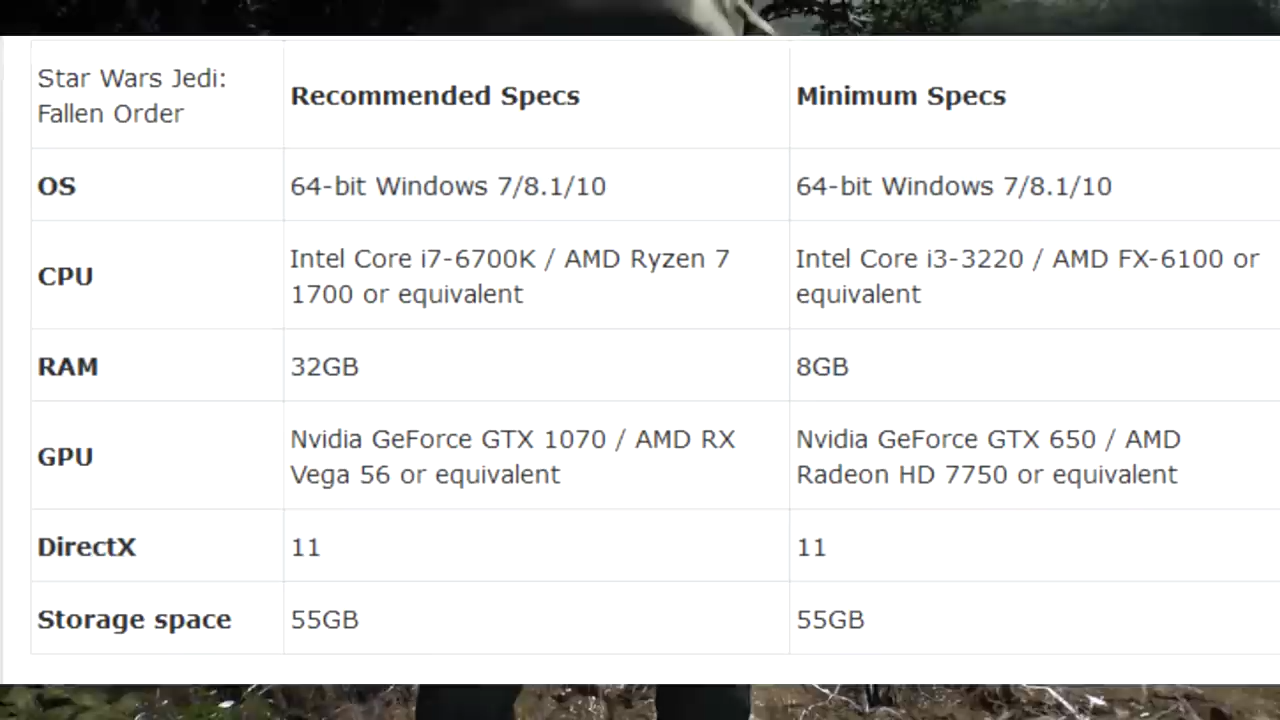 Star Wars Jedi:
Fallen Order
Recommended Specs
Minimum Specs
OS
64-bit Windows 7/8.1/10
64-bit Windows 7/8.1/10
CPU
Intel Core i7-6700K / AMD Ryzen 7
1700 or equivalent
Intel Core i3-3220 / AMD FX-6100 or
equivalent
RAM
32GB
8GB
GPU
Nvidia GeForce GTX 1070 / AMD RX
Vega 56 or equivalent
Nvidia GeForce GTX 650 / AMD
Radeon HD 7750 or equivalent
DirectX
11
11
Storage space
55GB
55GB